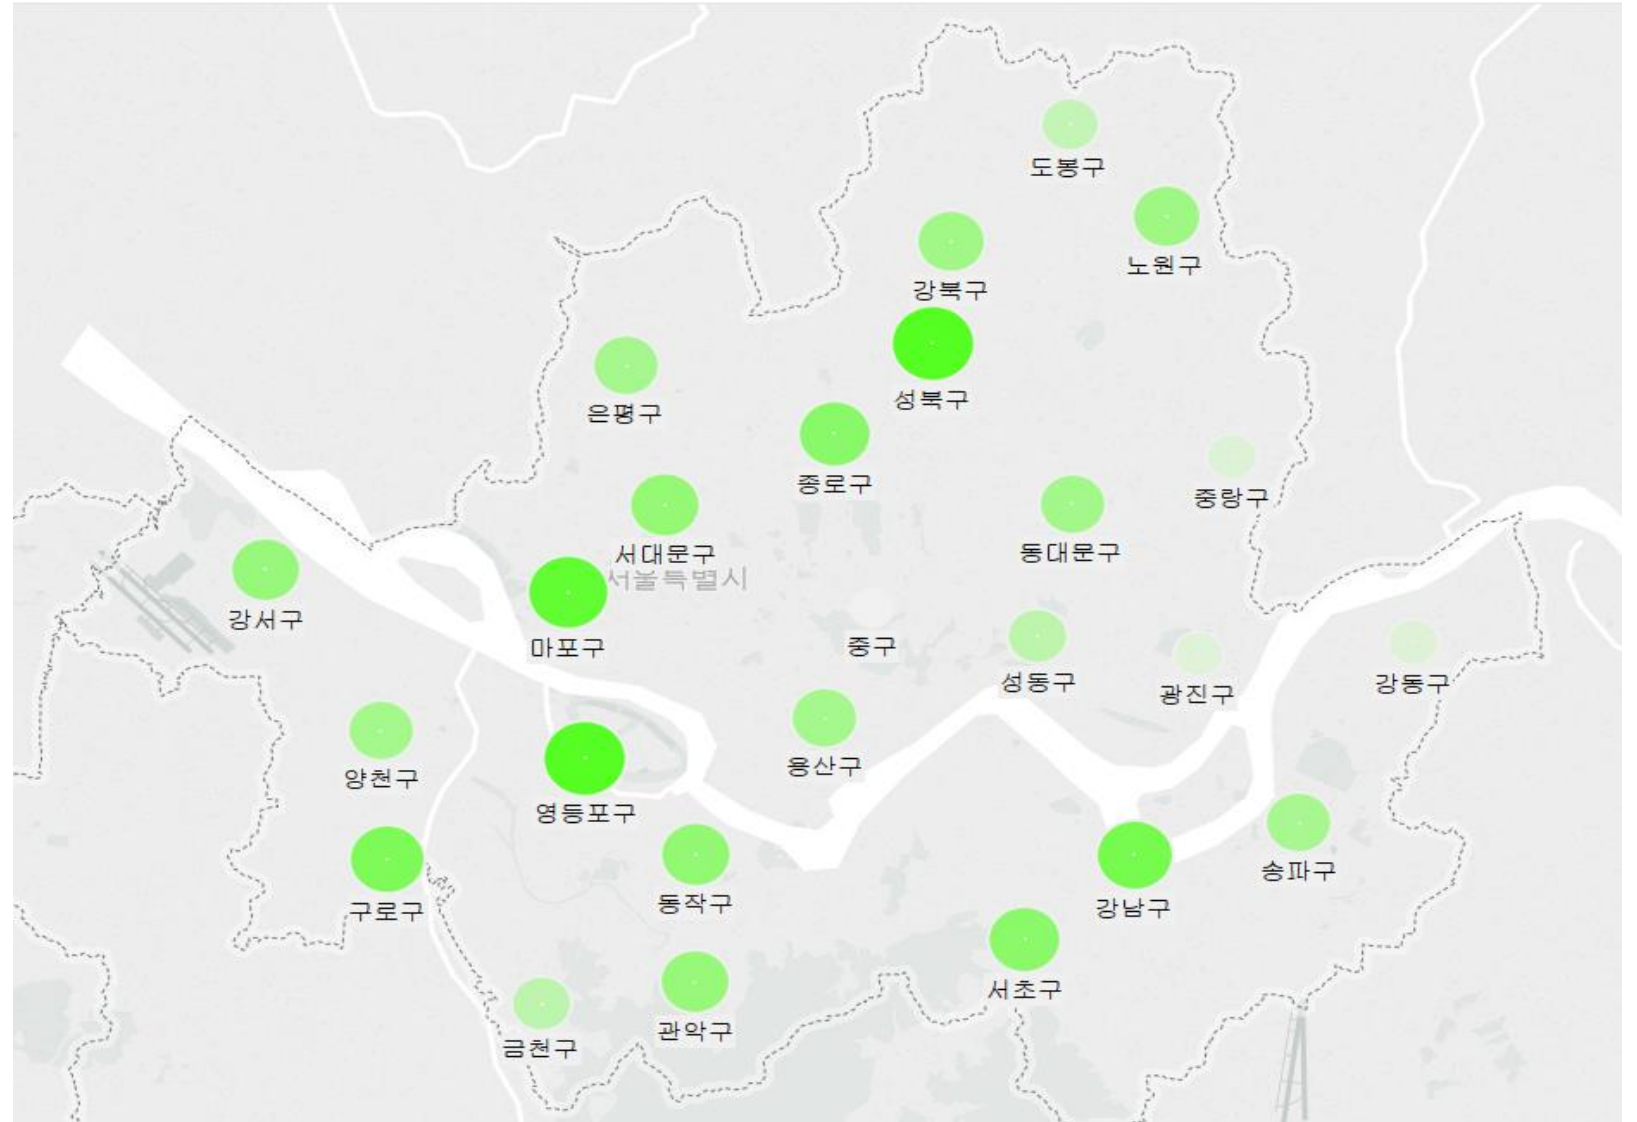 도봉구
노원구
강북구
성북구
은평구
종로구
중랑구
서대문구
동대문구
서울특별시
강서구
마포구
중구
성동구
광진구
강동구
양천구
용산구
영등포구
송파구
구로구
동작구
강남구
서초구
관악구
금천구